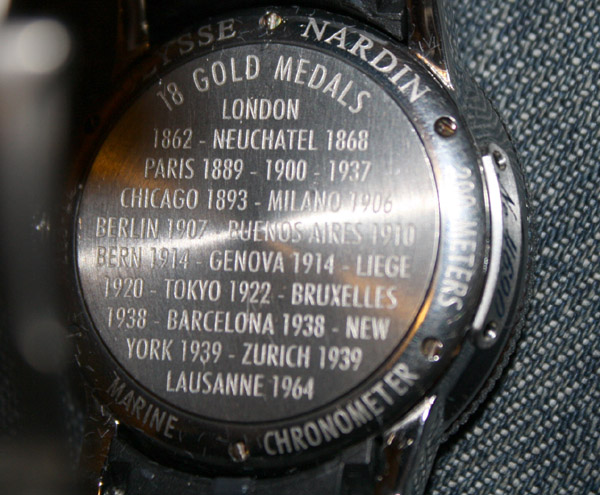 YSSE NARDIN
18 GOLD MEDALS
LONDON
1862 - NEUCHATEL 1868
PARIS 1889 - 1900 - 1937
CHICAGO 1893 - MILANO 1906
BERLIN 1907 - BUENOS AIRES 1910
BERN 1914 - GENOVA 1914 - LIEGE
1920 - TOKYO 1922 - BRUXELLES
1938 - BARCELONA 1938 - NEW
YORK 1939 - ZURICH 1939
LAUSANNE 1964
200 METERS
CHRONOMETER
MARINE